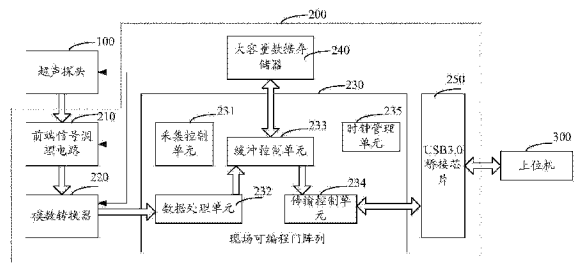 200
100
超声探头
大容量数据存
储器
240
230
250
210
前端信号调
理电路
231
采集控制
单元
235
时钟管理
单元
233
缓冲控制单元
USB3.0
桥接芯
片
300
上位机
220
模数转换器
数据处理单元
232
234
传输控制单
元
现场可编程门阵列